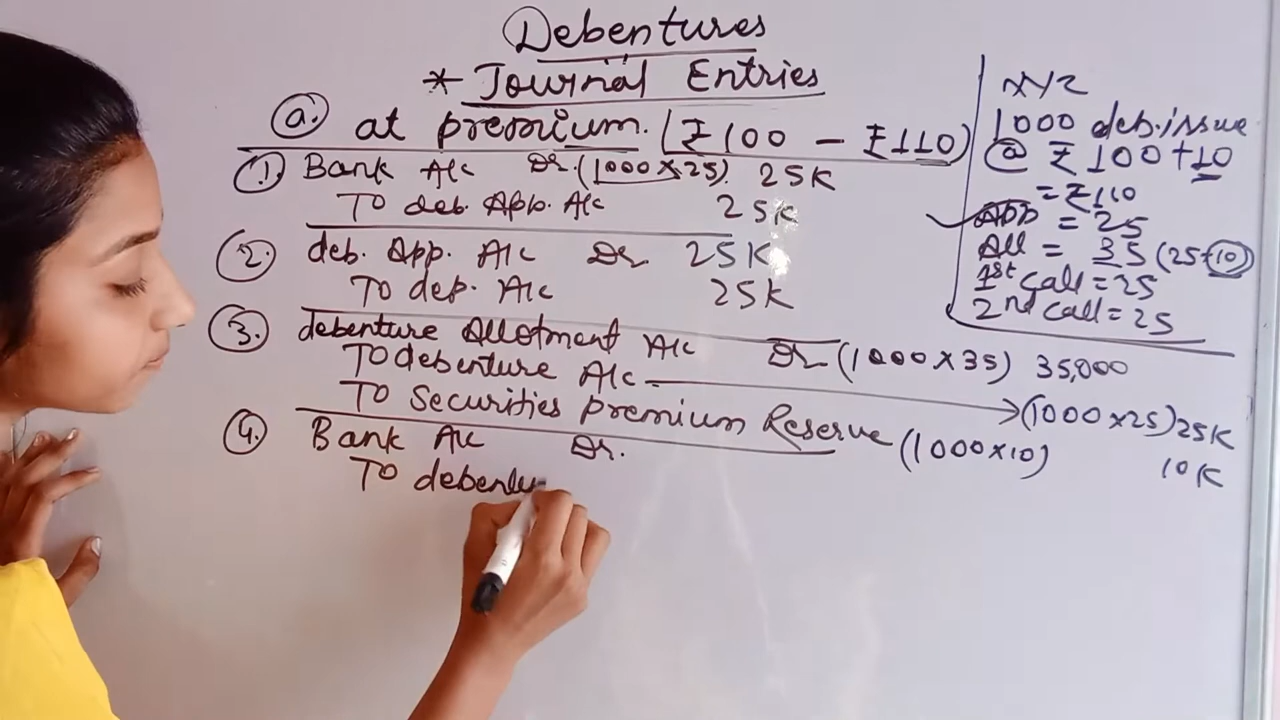 Debentures
* Journal Entries
a. at premium. (₹100 - ₹110)
1. Bank A/c Dr. (1000×25) 25K
To deb. App. A/c 25K
2. deb. App. A/c Dr 25K
To deb. A/c 25K
3. debenture Allotment A/c Dr (1000×35) 35,000
To debenture A/c → (1000×25) 25K
To Securities premium Reserve (1000×10) 10K
4. Bank A/c Dr.
To debentu
XYZ
1000 deb. issue
@ ₹100+10
= ₹110
App = 25
All = 35 (25+10)
1st call = 25
2nd call = 25